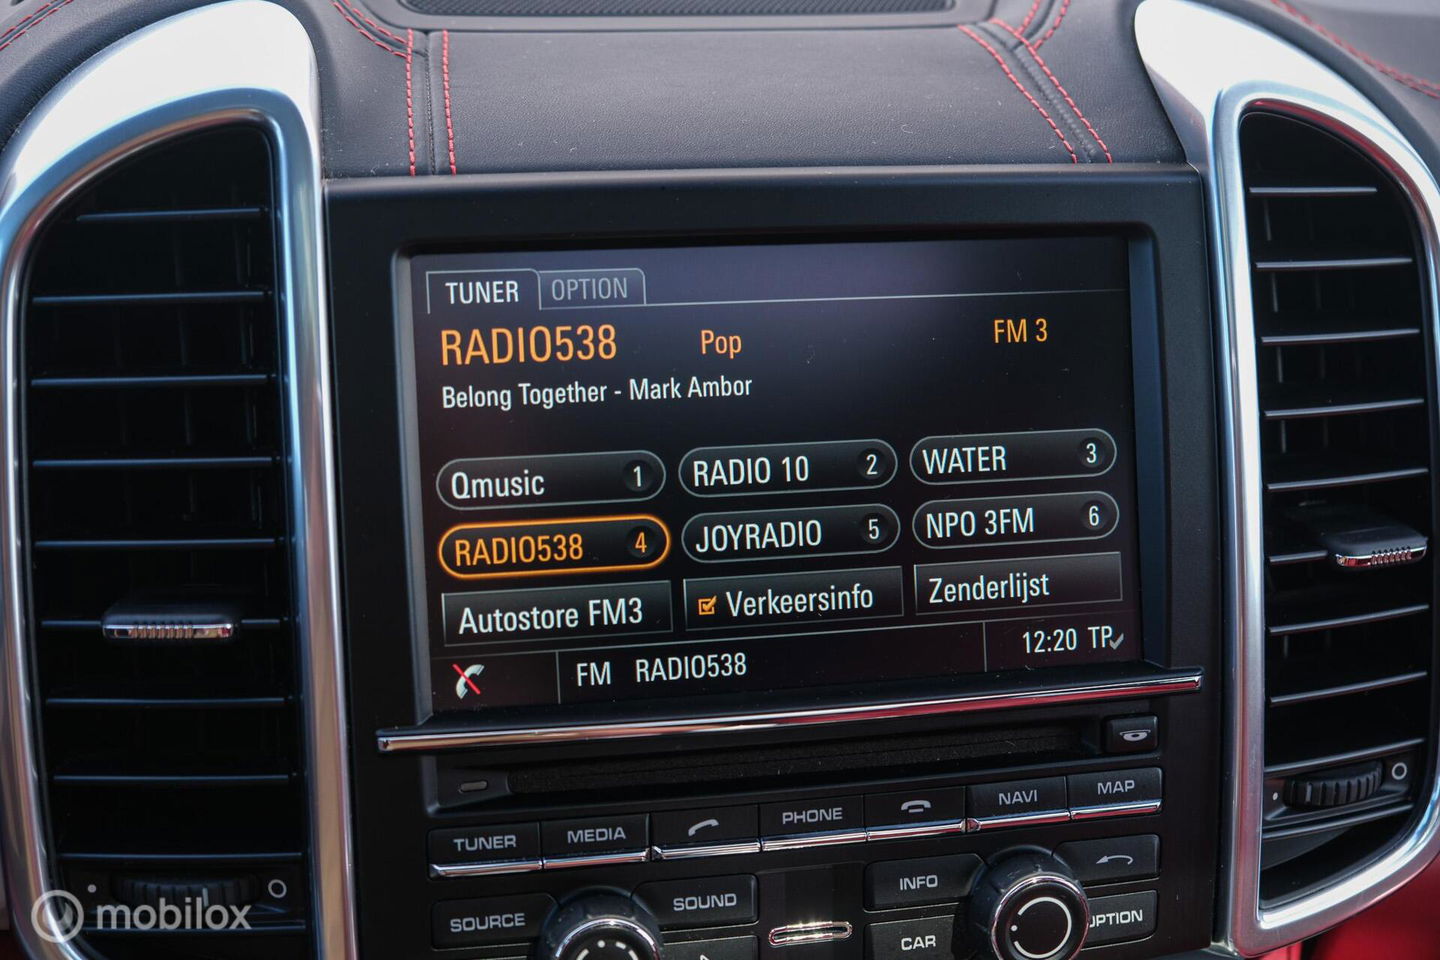 TUNER OPTION
RADIO538 Pop FM 3
Belong Together - Mark Ambor
Qmusic 1 RADIO 10 2 WATER 3
RADIO538 4 JOYRADIO 5 NPO 3FM 6
Autostore FM3 Verkeersinfo Zenderlijst
FM RADIO538 12:20 TP
TUNER MEDIA PHONE NAVI MAP
SOURCE SOUND INFO
CAR OPTION
mobilox